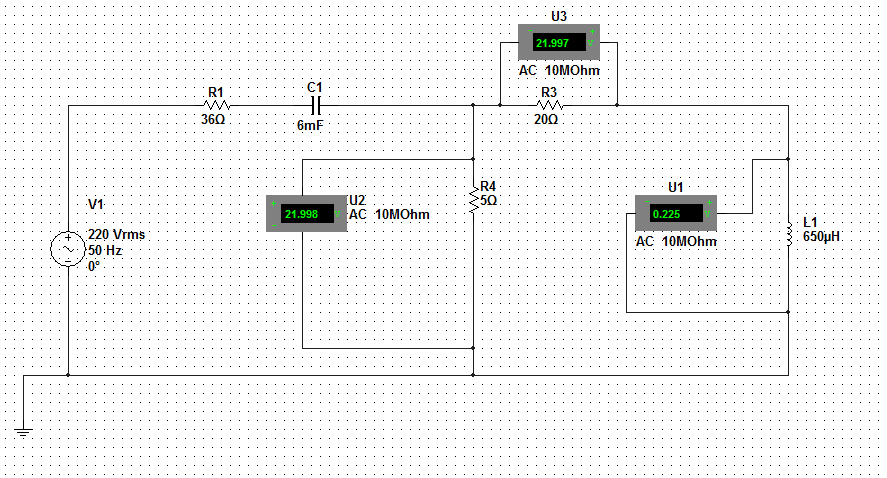 U3
+
21.997 V
AC 10MOhm
R1
36Ω
C1
6mF
R3
20Ω
V1
220 Vrms
50 Hz
0°
U2
+
21.998 V
AC 10MOhm
R4
5Ω
U1
+
0.225 V
AC 10MOhm
L1
650µH